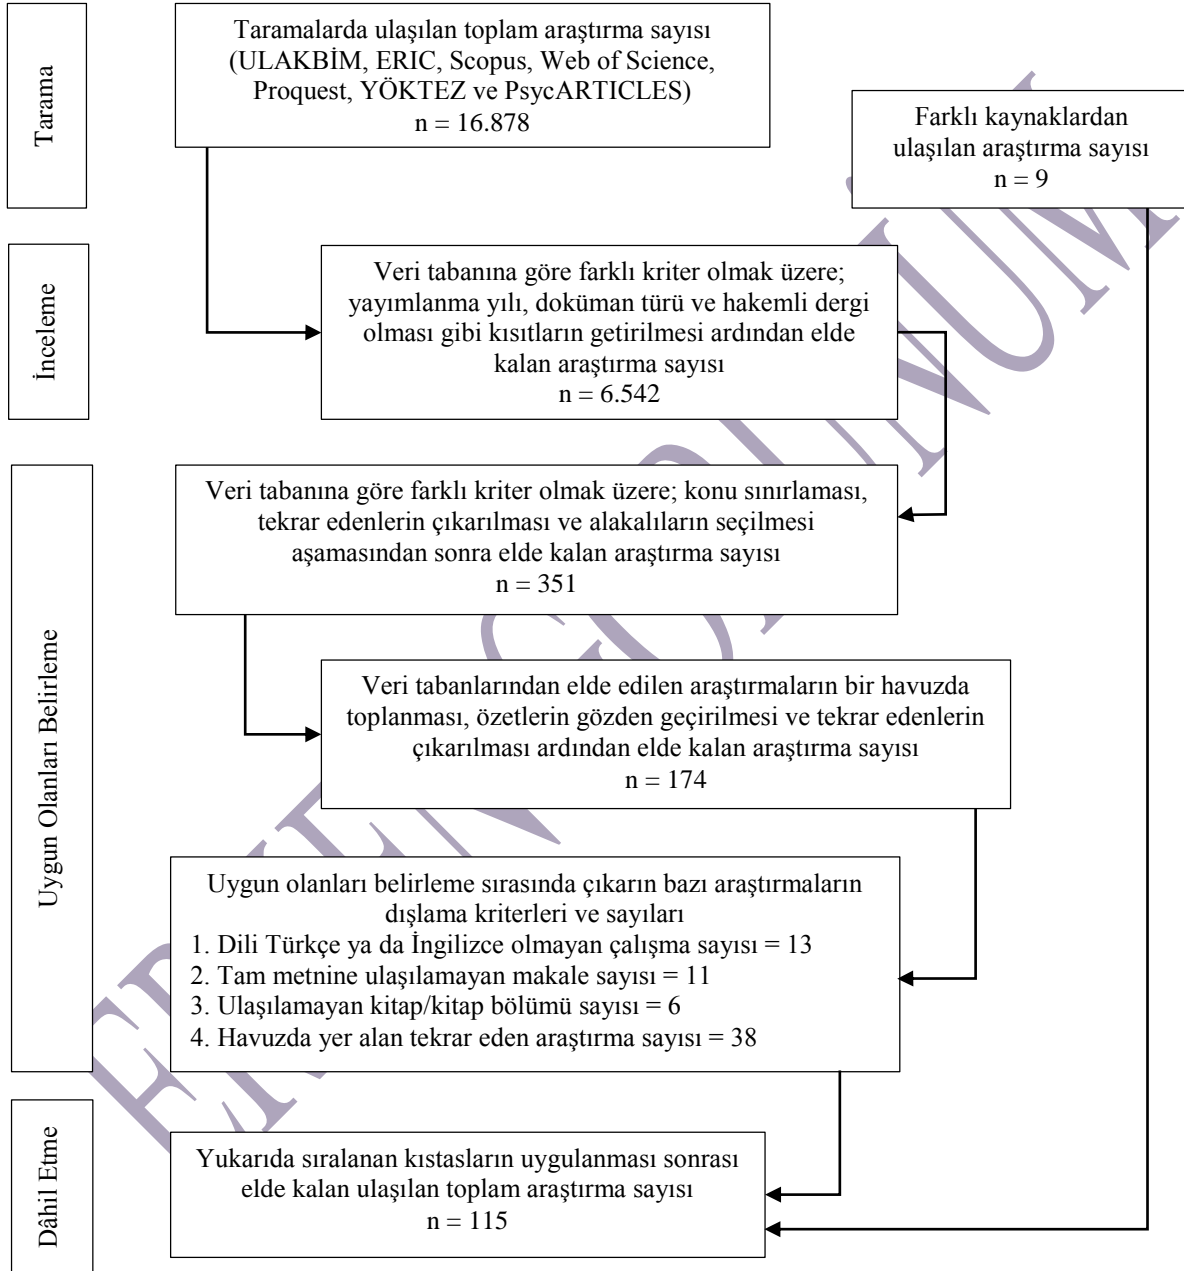 Tarama
Taramalarda ulaşılan toplam araştırma sayısı
(ULAKBİM, ERIC, Scopus, Web of Science,
Proquest, YÖKTEZ ve PsycARTICLES)
n = 16.878
Farklı kaynaklardan
ulaşılan araştırma sayısı
n = 9
İnceleme
Veri tabanına göre farklı kriter olmak üzere;
yayımlanma yılı, doküman türü ve hakemli dergi
olması gibi kısıtların getirilmesi ardından elde
kalan araştırma sayısı
n = 6.542
Uygun Olanları Belirleme
Veri tabanına göre farklı kriter olmak üzere; konu sınırlaması,
tekrar edenlerin çıkarılması ve alakalıların seçilmesi
aşamasından sonra elde kalan araştırma sayısı
n = 351
Veri tabanlarından elde edilen araştırmaların bir havuzda
toplanması, özetlerin gözden geçirilmesi ve tekrar edenlerin
çıkarılması ardından elde kalan araştırma sayısı
n = 174
Uygun olanları belirleme sırasında çıkarın bazı araştırmaların
dışlama kriterleri ve sayıları
1. Dili Türkçe ya da İngilizce olmayan çalışma sayısı = 13
2. Tam metnine ulaşılamayan makale sayısı = 11
3. Ulaşılamayan kitap/kitap bölümü sayısı = 6
4. Havuzda yer alan tekrar eden araştırma sayısı = 38
Dâhil Etme
Yukarıda sıralanan kıstasların uygulanması sonrası
elde kalan ulaşılan toplam araştırma sayısı
n = 115